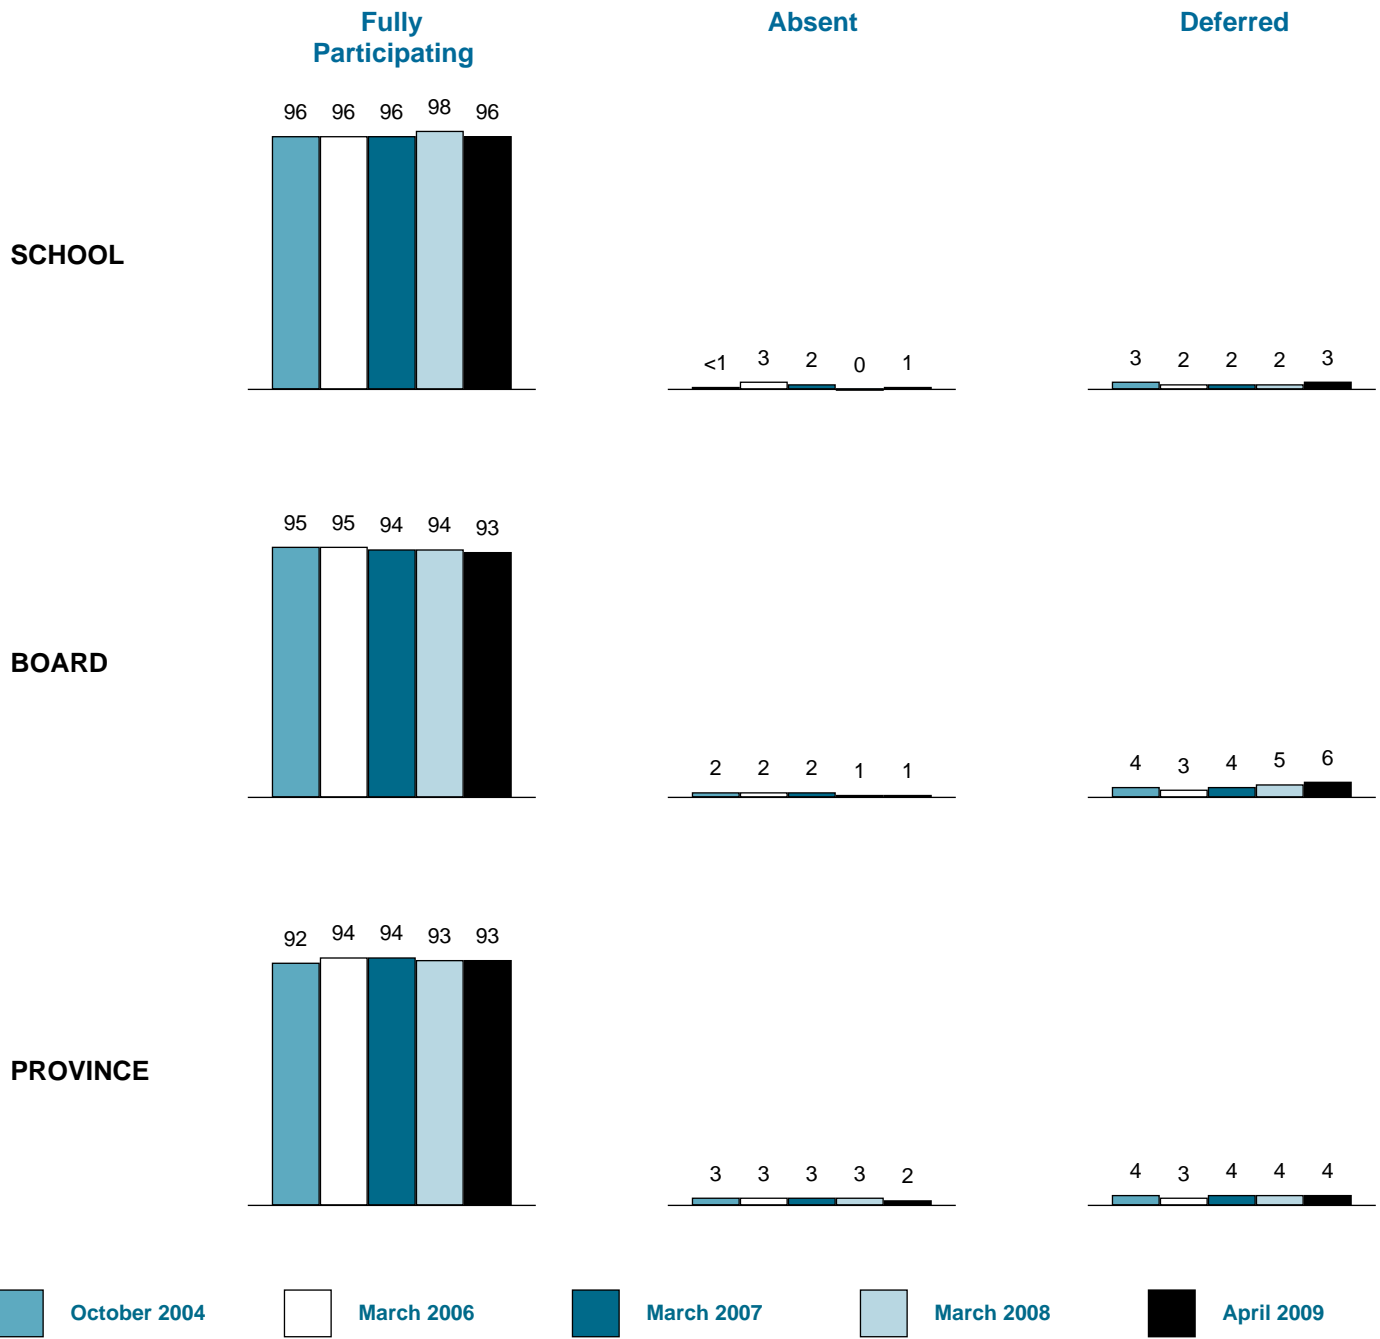 Fully Absent Deferred
Participating
96 96 96 98 96
SCHOOL
<1 3 2 0 1 3 2 2 2 3
95 95 94 94 93
BOARD
2 2 2 1 1 4 3 4 5 6
92 94 94 93 93
PROVINCE
3 3 3 3 2 4 3 4 4 4
October 2004 March 2006 March 2007 March 2008 April 2009